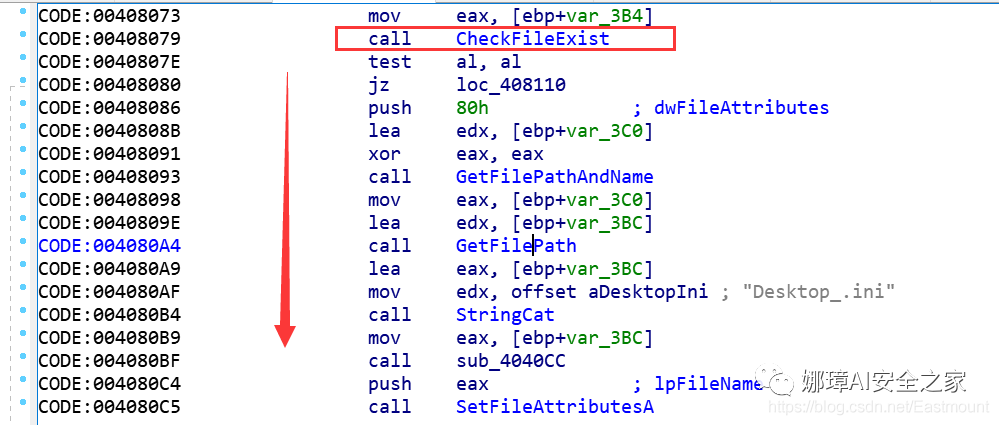 CODE:00408073 mov eax, [ebp+var_3B4]
CODE:00408079 call CheckFileExist
CODE:0040807E test al, al
CODE:00408080 jz loc_408110
CODE:00408086 push 80h ; dwFileAttributes
CODE:0040808B lea edx, [ebp+var_3C0]
CODE:00408091 xor eax, eax
CODE:00408093 call GetFilePathAndName
CODE:00408098 mov eax, [ebp+var_3C0]
CODE:0040809E lea edx, [ebp+var_3BC]
CODE:004080A4 call GetFilePath
CODE:004080A9 lea eax, [ebp+var_3BC]
CODE:004080AF mov edx, offset aDesktopIni ; "Desktop_.ini"
CODE:004080B4 call StringCat
CODE:004080B9 mov eax, [ebp+var_3BC]
CODE:004080BF call sub_4040CC
CODE:004080C4 push eax ; lpFileName
CODE:004080C5 call SetFileAttributesA
娜璋AI安全之家
https://blog.csdn.net/Eastmount